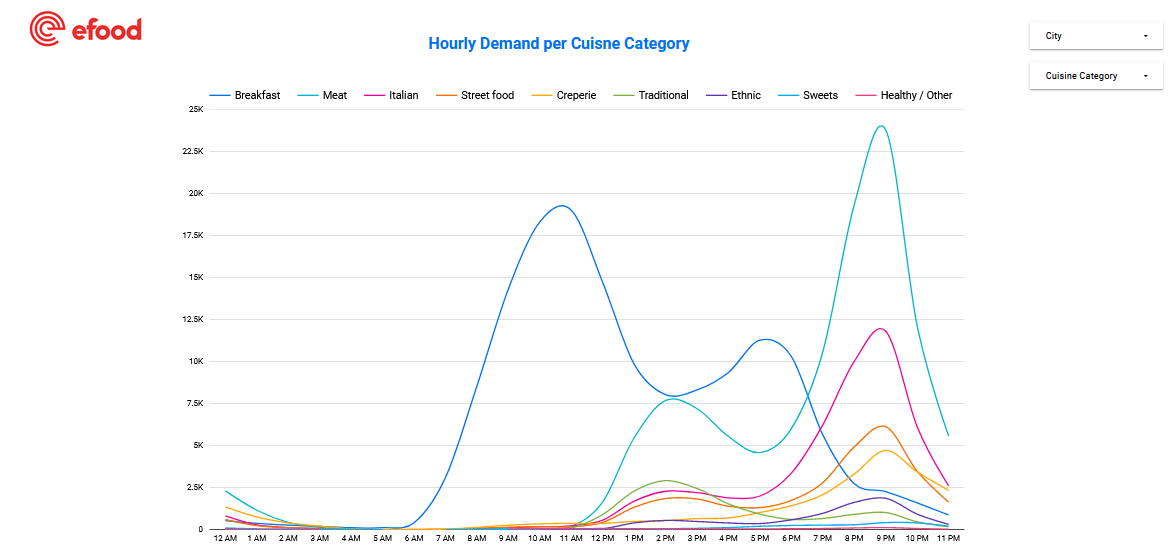 efood
Hourly Demand per Cuisne Category
City
Cuisine Category
Breakfast Meat Italian Street food Creperie Traditional Ethnic Sweets Healthy / Other
25K
22.5K
20K
17.5K
15K
12.5K
10K
7.5K
5K
2.5K
0
12 AM 1 AM 2 AM 3 AM 4 AM 5 AM 6 AM 7 AM 8 AM 9 AM 10 AM 11 AM 12 PM 1 PM 2 PM 3 PM 4 PM 5 PM 6 PM 7 PM 8 PM 9 PM 10 PM 11 PM